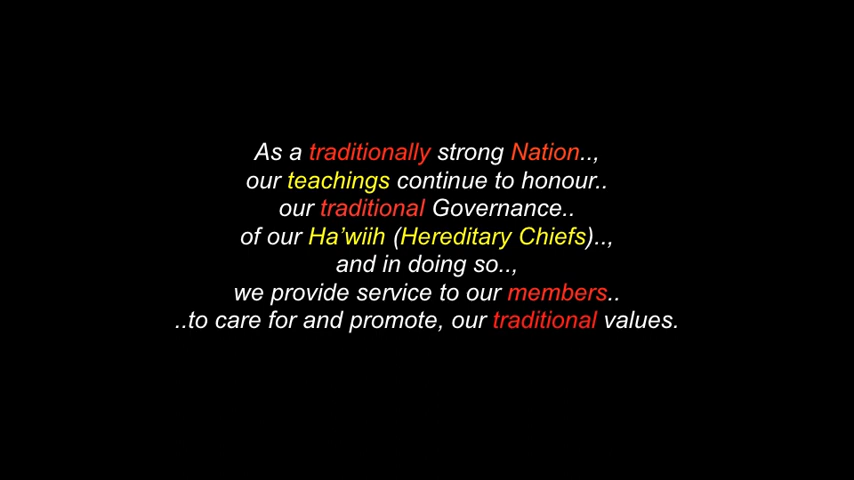 As a traditionally strong Nation..,
our teachings continue to honour..
our traditional Governance..
of our Ha’wiih (Hereditary Chiefs)..,
and in doing so..,
we provide service to our members..
..to care for and promote, our traditional values.